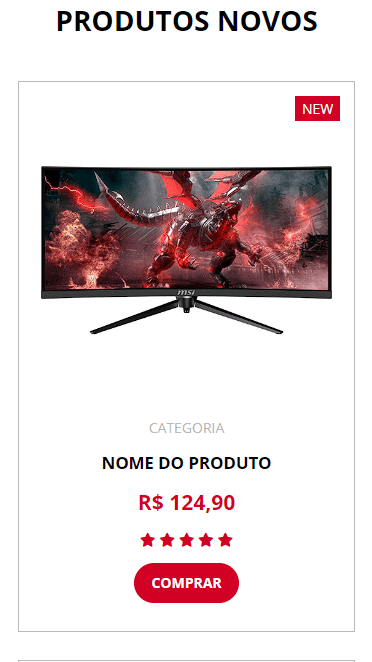 PRODUTOS NOVOS
NEW
msi
CATEGORIA
NOME DO PRODUTO
R$ 124,90
COMPRAR